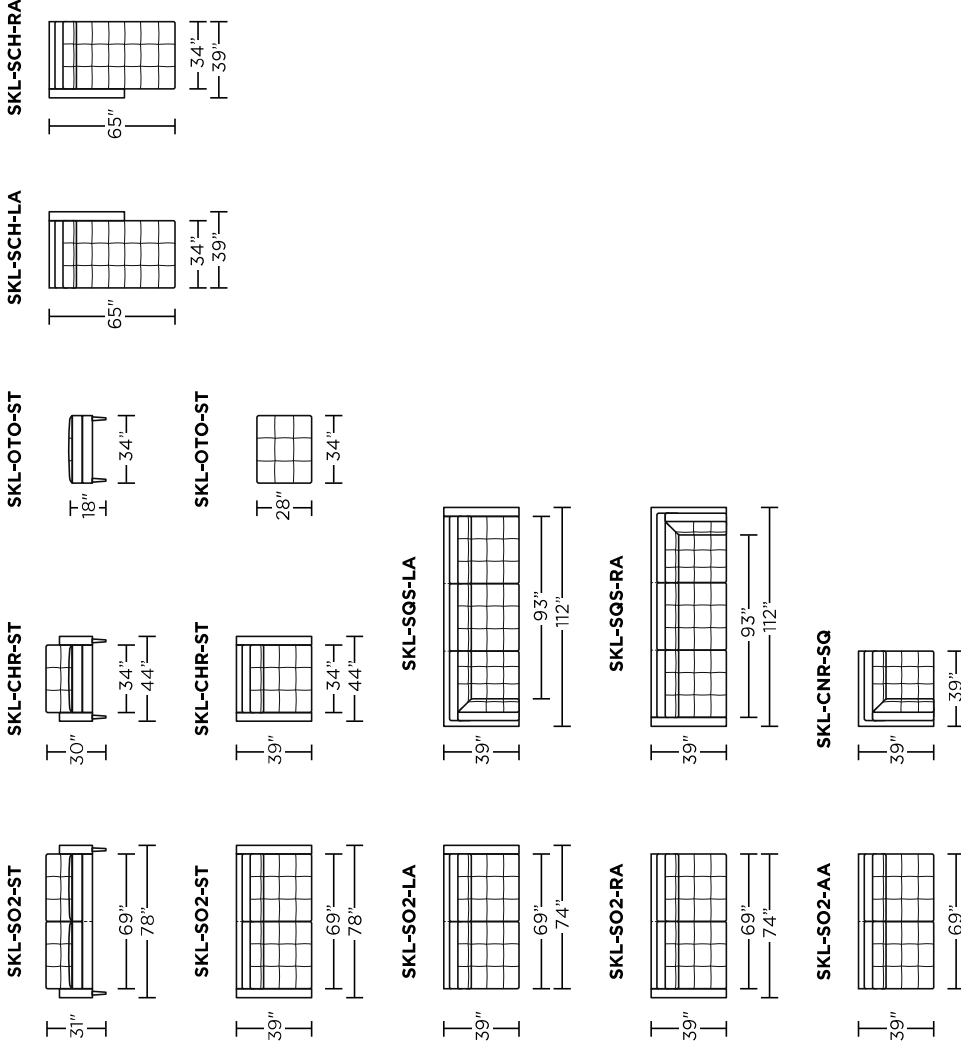 SKL-SO2-ST
31"
69"
78"
SKL-CHR-ST
30"
34"
44"
SKL-OTO-ST
18"
34"
SKL-SCH-LA
65"
34"
39"
SKL-SCH-RA
65"
34"
39"
SKL-SO2-ST
39"
69"
78"
SKL-CHR-ST
39"
34"
44"
SKL-OTO-ST
28"
34"
SKL-SO2-LA
39"
69"
74"
SKL-SQS-LA
39"
93"
112"
SKL-SO2-RA
39"
69"
74"
SKL-SQS-RA
39"
93"
112"
SKL-SO2-AA
39"
69"
SKL-CNR-SQ
39"
39"